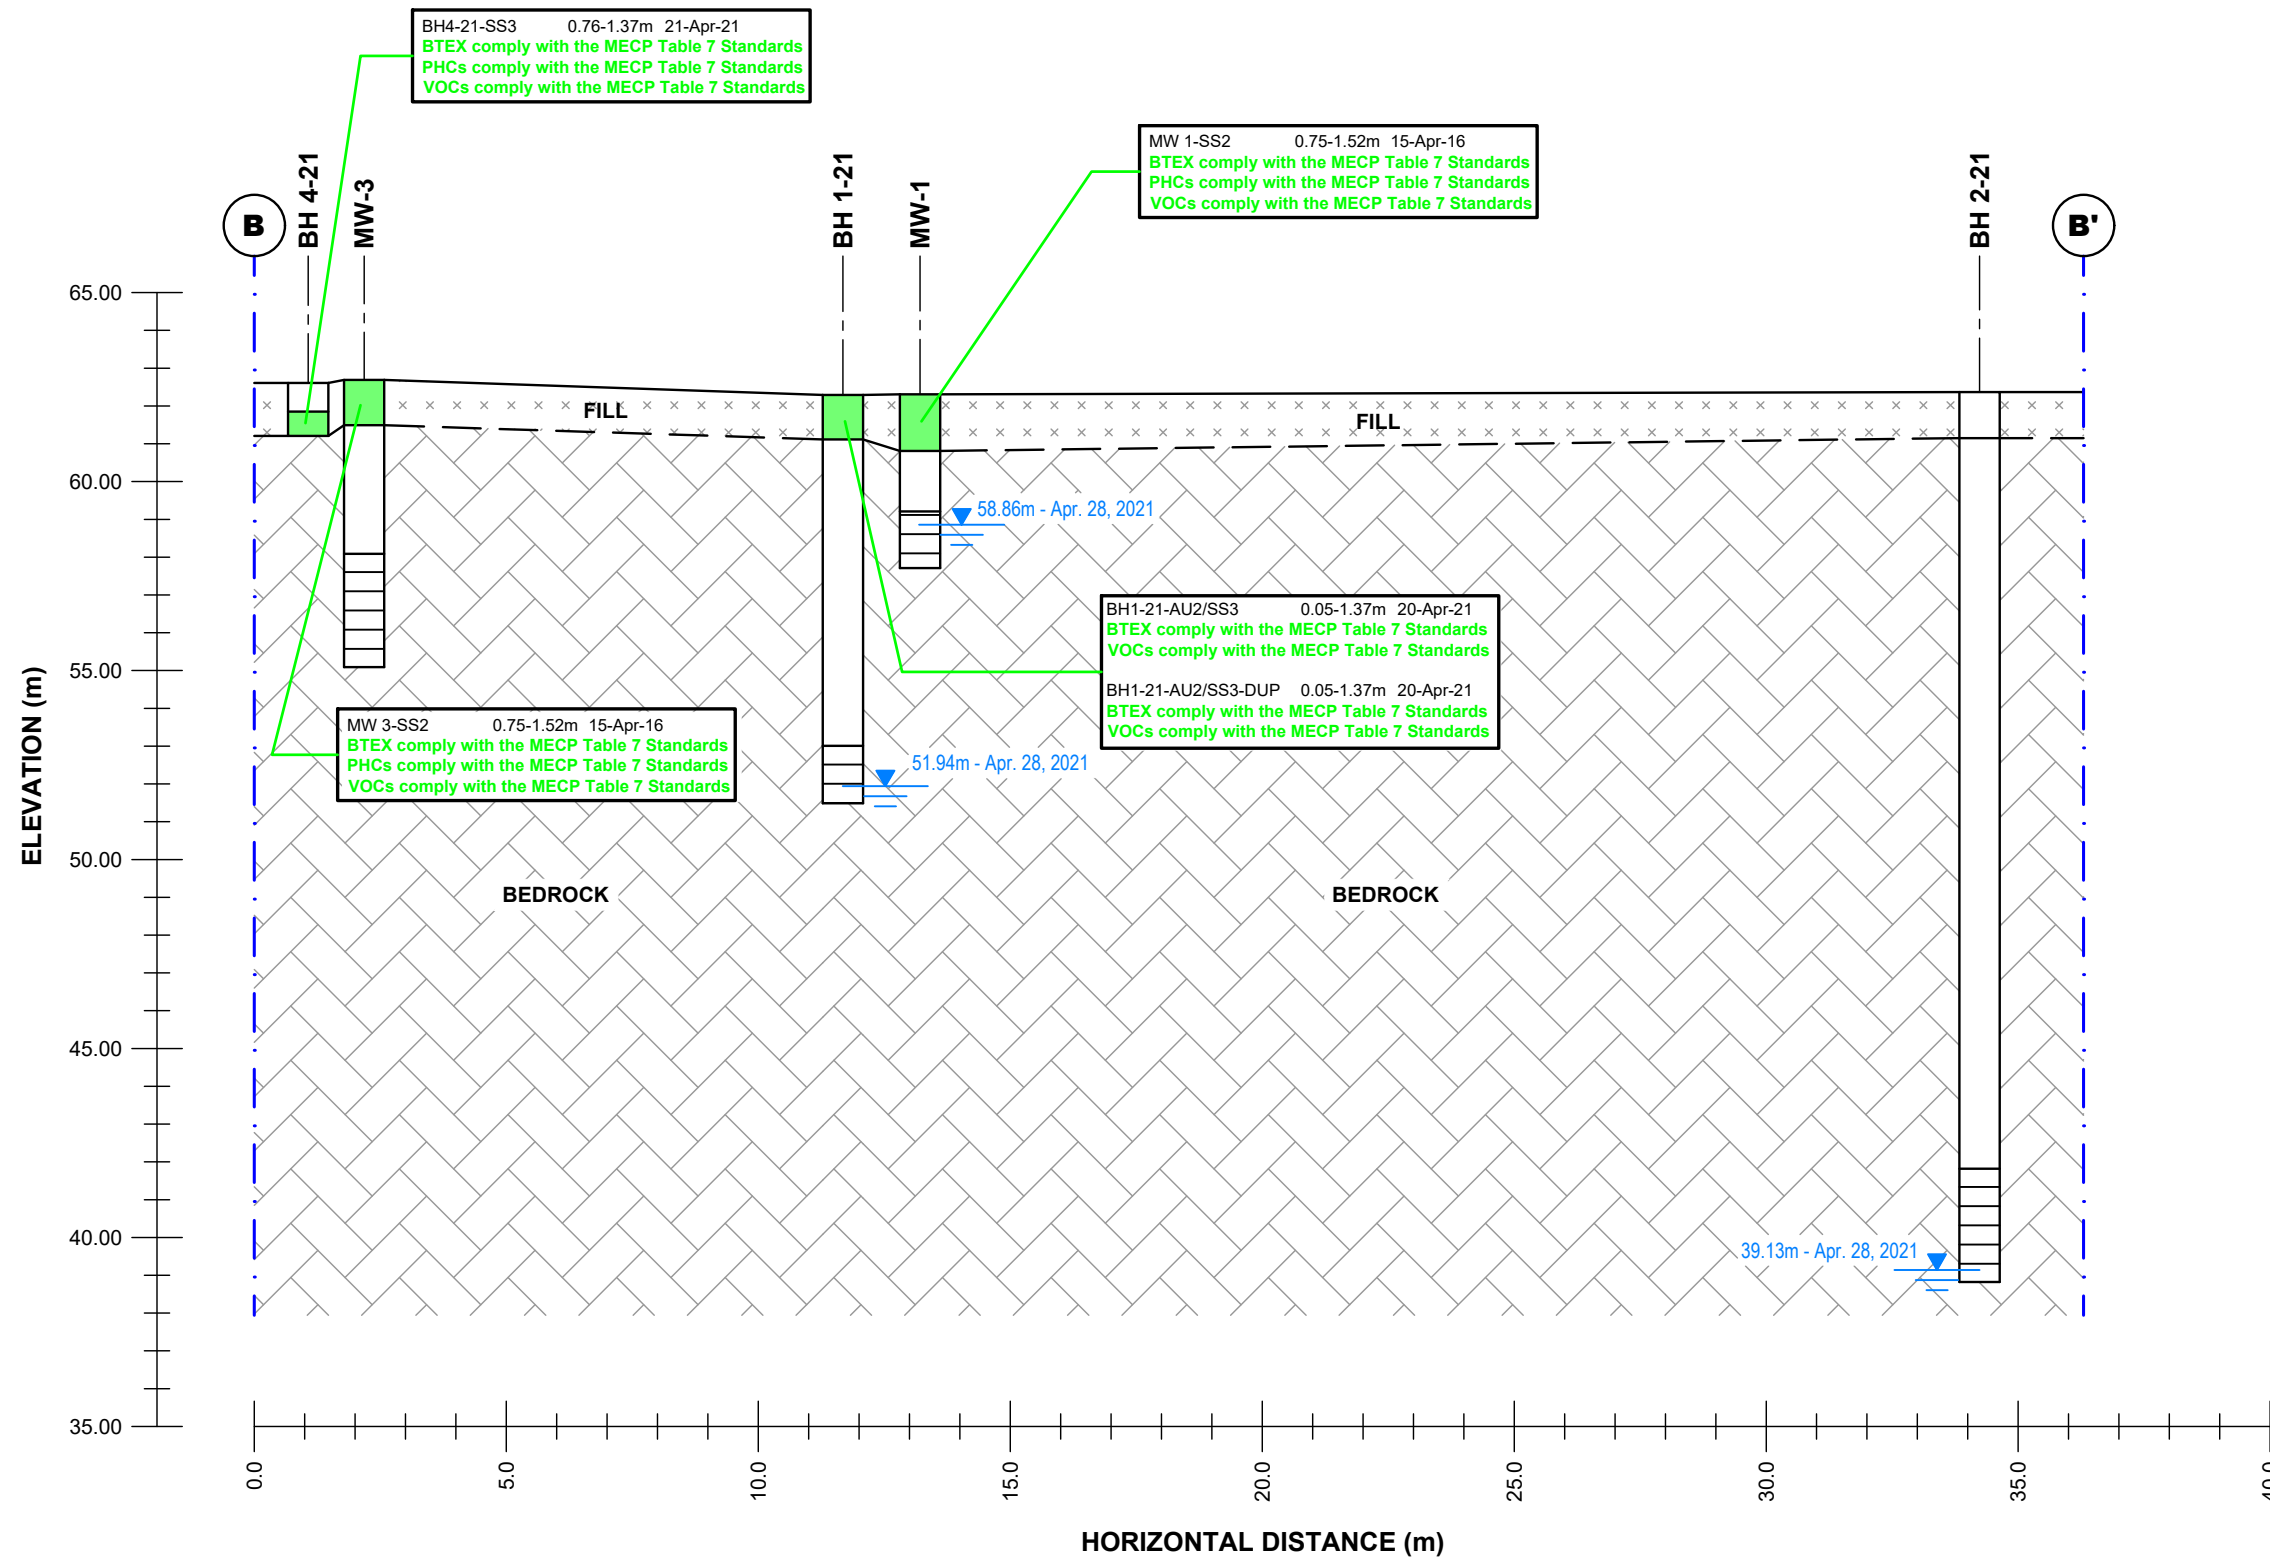 BH4-21-SS3 0.76-1.37m 21-Apr-21
BTEX comply with the MECP Table 7 Standards
PHCs comply with the MECP Table 7 Standards
VOCs comply with the MECP Table 7 Standards
MW 1-SS2 0.75-1.52m 15-Apr-16
BTEX comply with the MECP Table 7 Standards
PHCs comply with the MECP Table 7 Standards
VOCs comply with the MECP Table 7 Standards
B
BH 4-21
MW-3
BH 1-21
MW-1
BH 2-21
B'
65.00
FILL
FILL
60.00
58.86m - Apr. 28, 2021
BH1-21-AU2/SS3 0.05-1.37m 20-Apr-21
BTEX comply with the MECP Table 7 Standards
VOCs comply with the MECP Table 7 Standards
BH1-21-AU2/SS3-DUP 0.05-1.37m 20-Apr-21
BTEX comply with the MECP Table 7 Standards
VOCs comply with the MECP Table 7 Standards
55.00
MW 3-SS2 0.75-1.52m 15-Apr-16
BTEX comply with the MECP Table 7 Standards
PHCs comply with the MECP Table 7 Standards
VOCs comply with the MECP Table 7 Standards
51.94m - Apr. 28, 2021
ELEVATION (m)
50.00
BEDROCK
BEDROCK
45.00
40.00
39.13m - Apr. 28, 2021
35.00
0.0
5.0
10.0
15.0
20.0
25.0
30.0
35.0
40.0
HORIZONTAL DISTANCE (m)